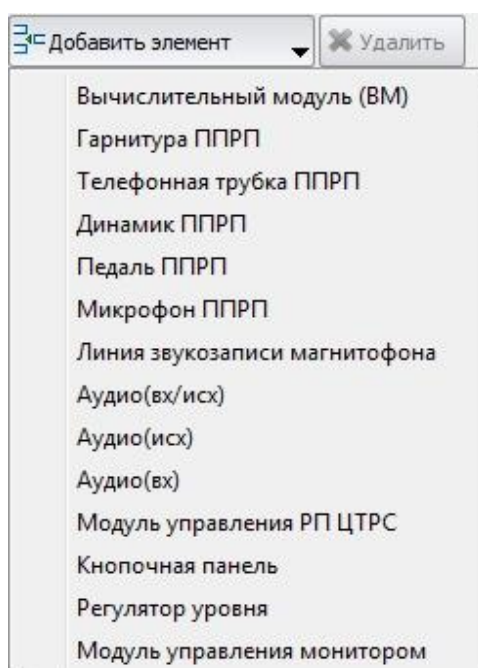 Добавить элемент Удалить
Вычислительный модуль (ВМ)
Гарнитура ППРП
Телефонная трубка ППРП
Динамик ППРП
Педаль ППРП
Микрофон ППРП
Линия звукозаписи магнитофона
Аудио(вх/исх)
Аудио(исх)
Аудио(вх)
Модуль управления РП ЦТРС
Кнопочная панель
Регулятор уровня
Модуль управления монитором